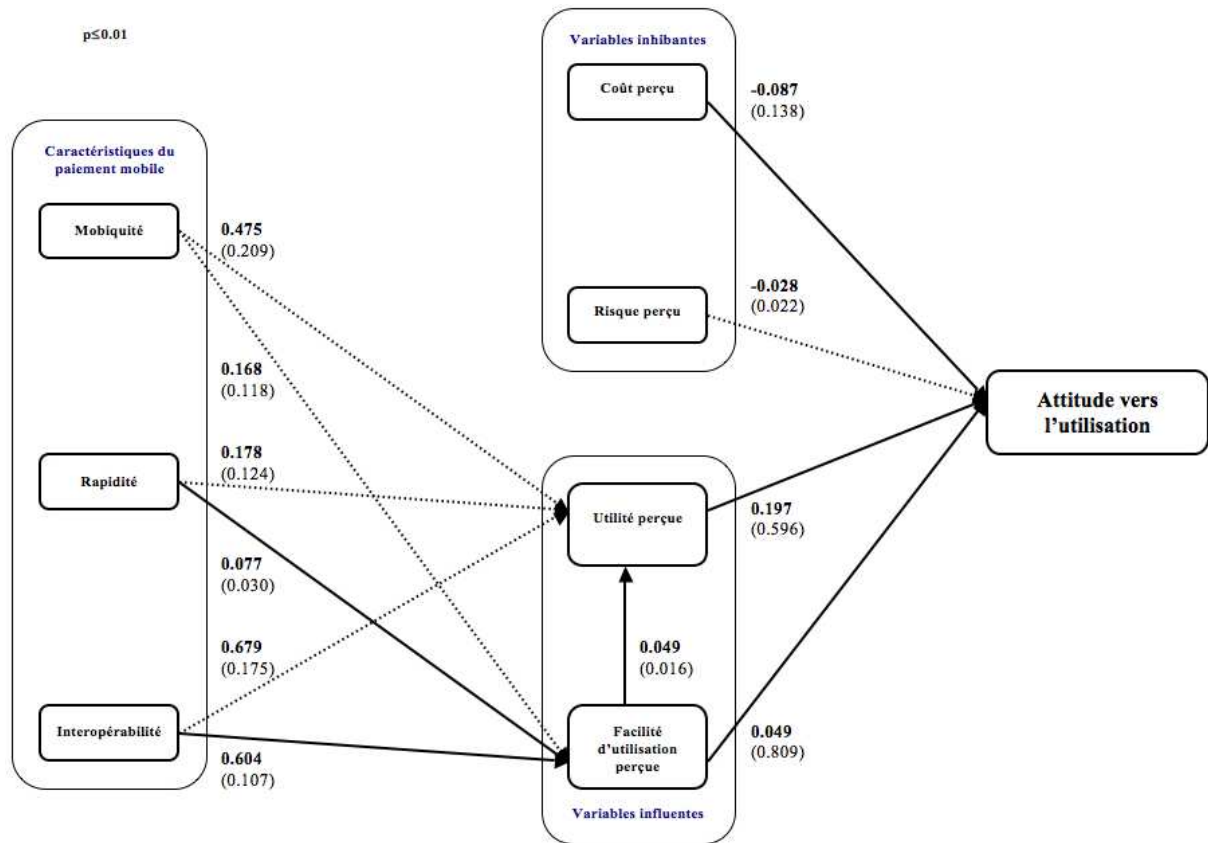 p≤0.01
Caractéristiques du
paiement mobile
Mobiquité
Rapidité
Interopérabilité
0.475
(0.209)
0.168
(0.118)
0.178
(0.124)
0.077
(0.030)
0.679
(0.175)
0.604
(0.107)
Variables inhibantes
Coût perçu
Risque perçu
-0.087
(0.138)
-0.028
(0.022)
Utilité perçue
0.049
(0.016)
Facilité
d'utilisation
perçue
Variables influentes
0.197
(0.596)
0.049
(0.809)
Attitude vers
l'utilisation